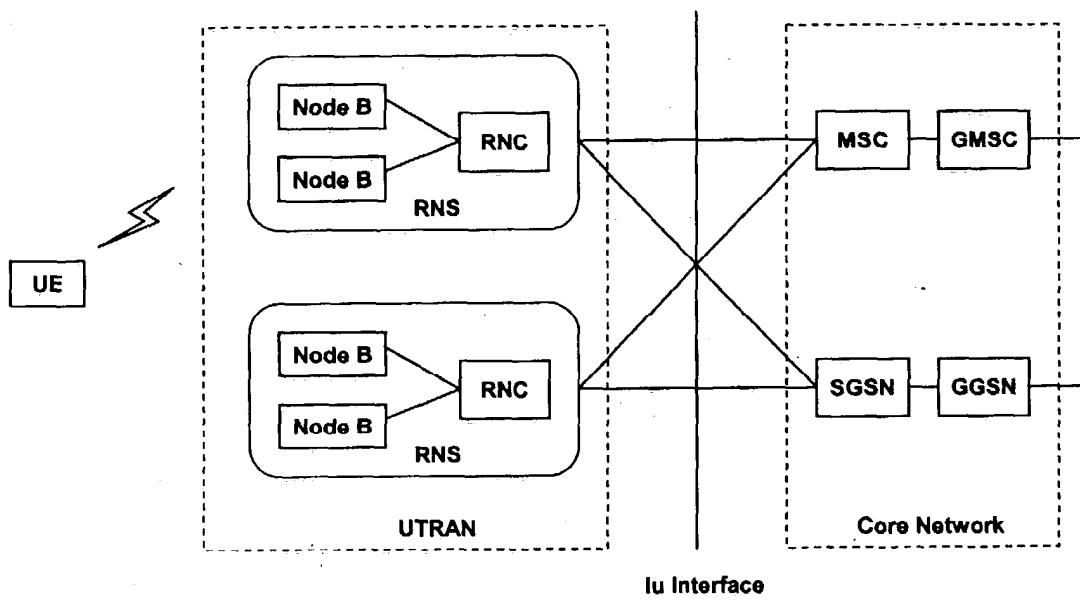 UE
Node B
Node B
RNC
RNS
Node B
Node B
RNC
RNS
UTRAN
Iu Interface
MSC
GMSC
SGSN
GGSN
Core Network